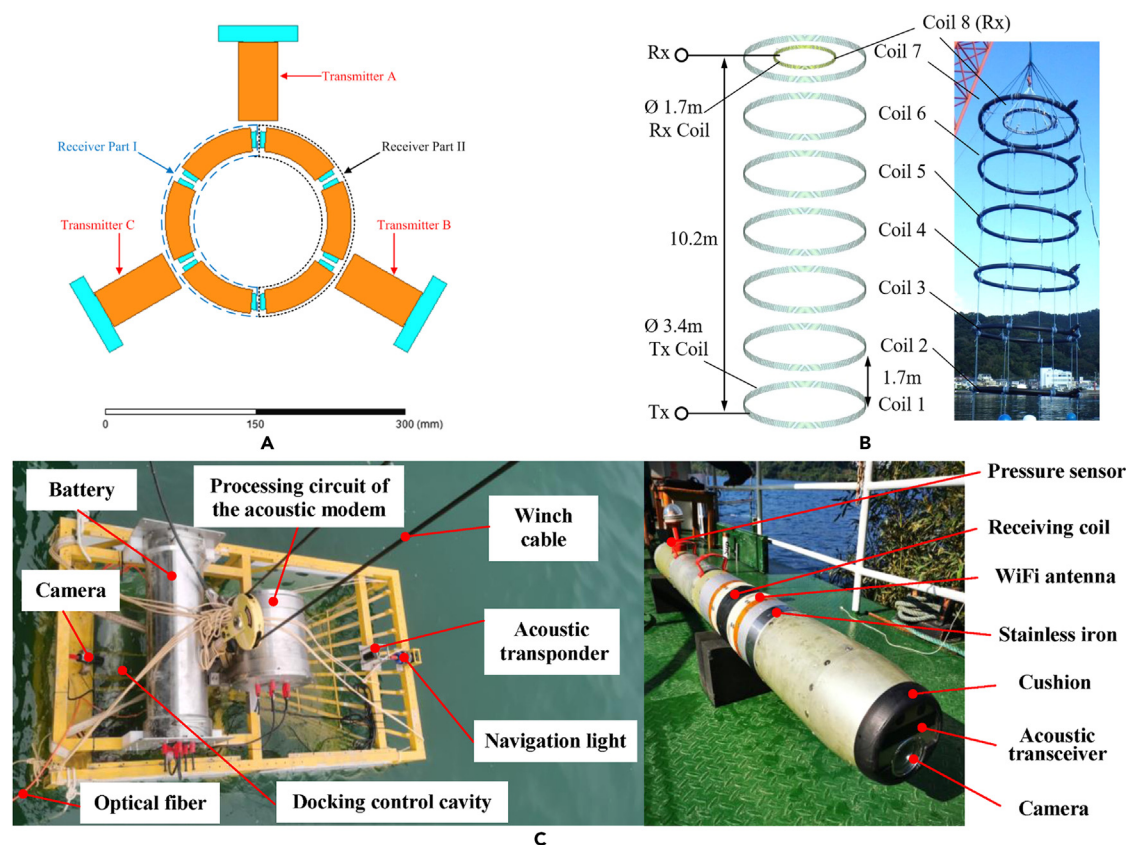 Transmitter A
Receiver Part I
Receiver Part II
Transmitter C
Transmitter B
0
150
300 (mm)
A
Coil 8 (Rx)
Rx
Coil 7
Ø 1.7m
Rx Coil
Coil 6
Coil 5
10.2m
Coil 4
Coil 3
Ø 3.4m
Tx Coil
Coil 2
1.7m
Tx
Coil 1
B
Battery
Processing circuit of
the acoustic modem
Winch
cable
Camera
Acoustic
transponder
Navigation light
Optical fiber
Docking control cavity
Pressure sensor
Receiving coil
WiFi antenna
Stainless iron
Cushion
Acoustic
transceiver
Camera
C